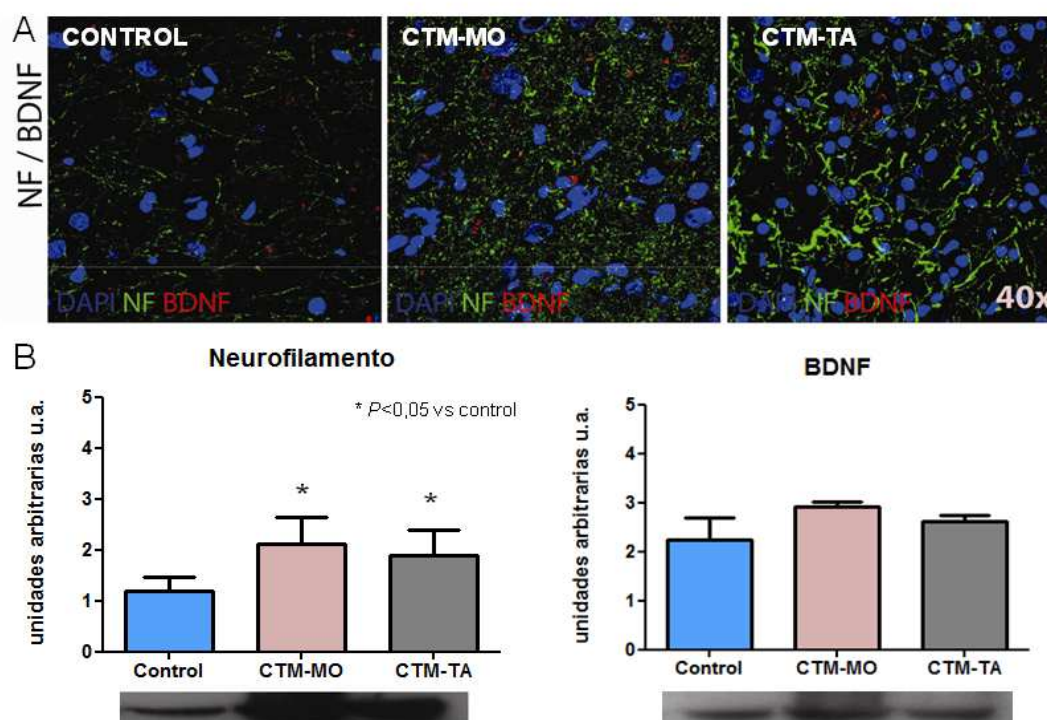 A
CONTROL
CTM-MO
CTM-TA
NF / BDNF
DAPI NF BDNF
DAPI NF BDNF
DAPI NF BDNF
40x
B
Neurofilamento
* P<0,05 vs control
unidades arbitrarias u.a.
5
4
3
2
1
0
*
*
Control
CTM-MO
CTM-TA
BDNF
unidades arbitrarias u.a.
5
4
3
2
1
0
Control
CTM-MO
CTM-TA